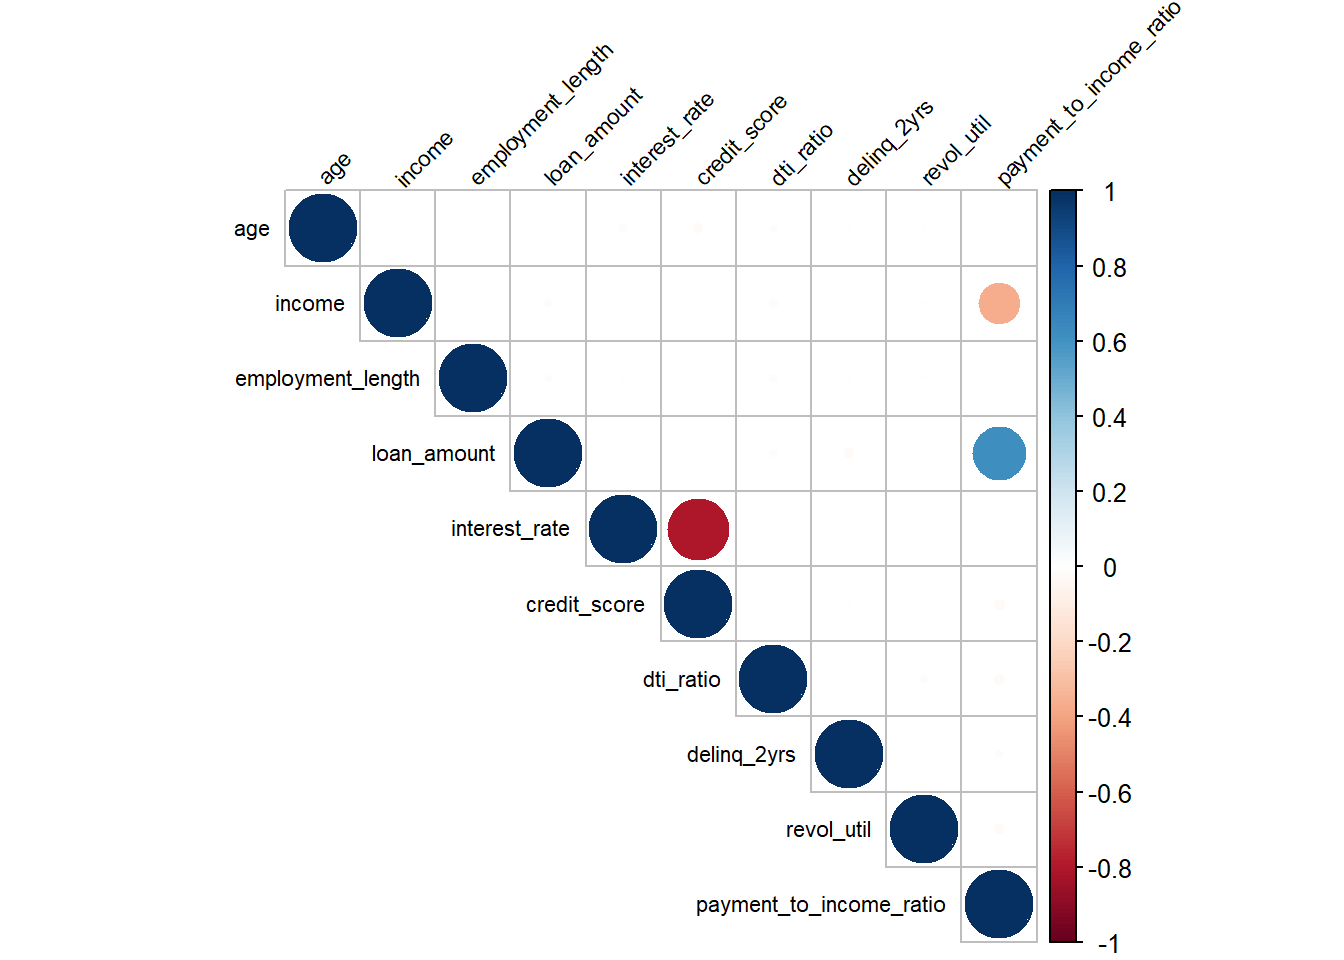 age
income
employment_length
loan_amount
interest_rate
credit_score
dti_ratio
delinq_2yrs
revol_util
payment_to_income_ratio
age
income
employment_length
loan_amount
interest_rate
credit_score
dti_ratio
delinq_2yrs
revol_util
payment_to_income_ratio
1
0.8
0.6
0.4
0.2
0
-0.2
-0.4
-0.6
-0.8
-1